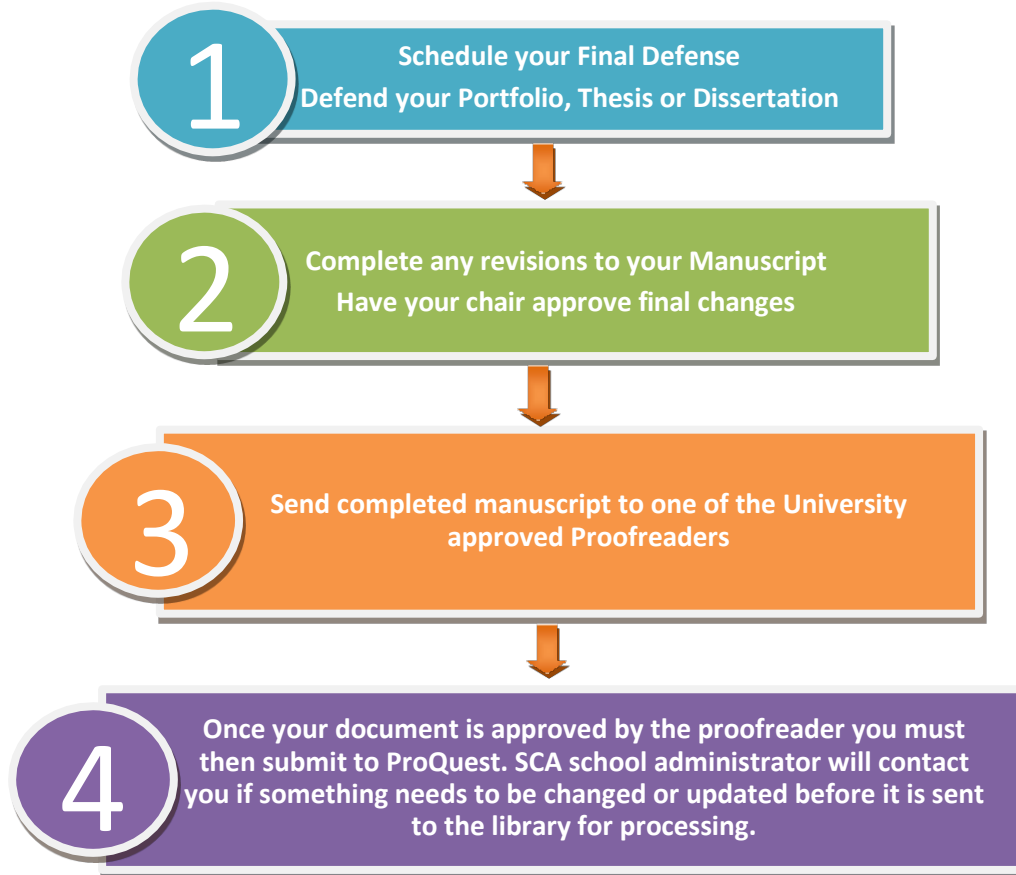 1
Schedule your Final Defense
Defend your Portfolio, Thesis or Dissertation
2
Complete any revisions to your Manuscript
Have your chair approve final changes
3
Send completed manuscript to one of the University
approved Proofreaders
4
Once your document is approved by the proofreader you must
then submit to ProQuest. SCA school administrator will contact
you if something needs to be changed or updated before it is sent
to the library for processing.